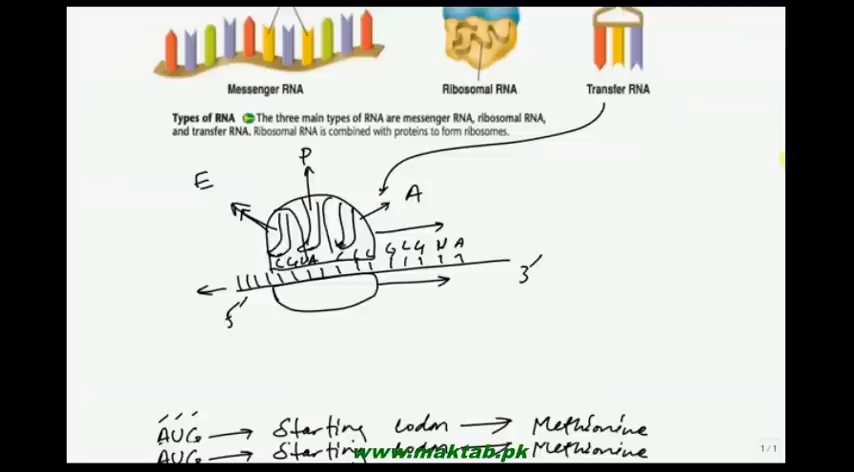 Messenger RNA
Ribosomal RNA
Transfer RNA
Types of RNA The three main types of RNA are messenger RNA, ribosomal RNA,
and transfer RNA. Ribosomal RNA is combined with proteins to form ribosomes.
P
E
A
3'
5'
AUG → Starting Codon → Methionine
AUG → Starting Codon → Methionine
www.maktab.pk
1/1